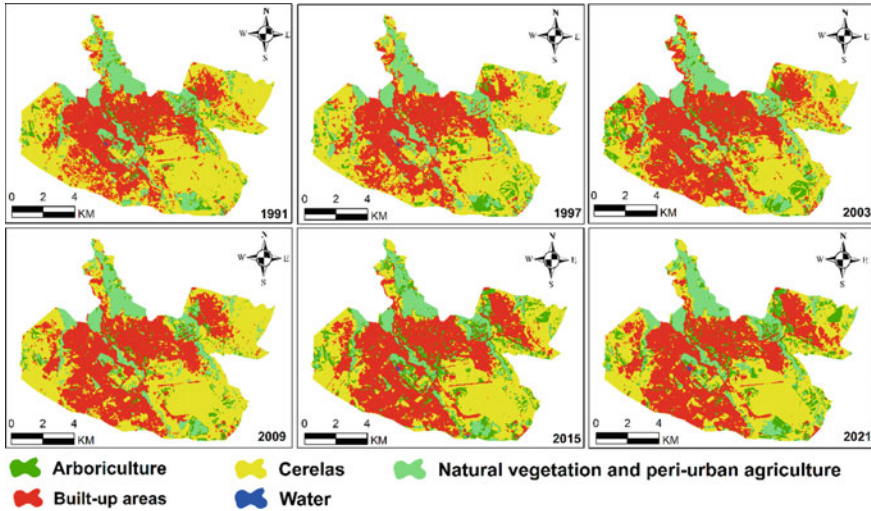 N
W E
S
0 2 4
KM
1991
N
W E
S
0 2 4
KM
1997
N
W E
S
0 2 4
KM
2003
N
W E
S
0 2 4
KM
2009
N
W E
S
0 2 4
KM
2015
N
W E
S
0 2 4
KM
2021
Arboriculture Cerelas Natural vegetation and peri-urban agriculture
Built-up areas Water